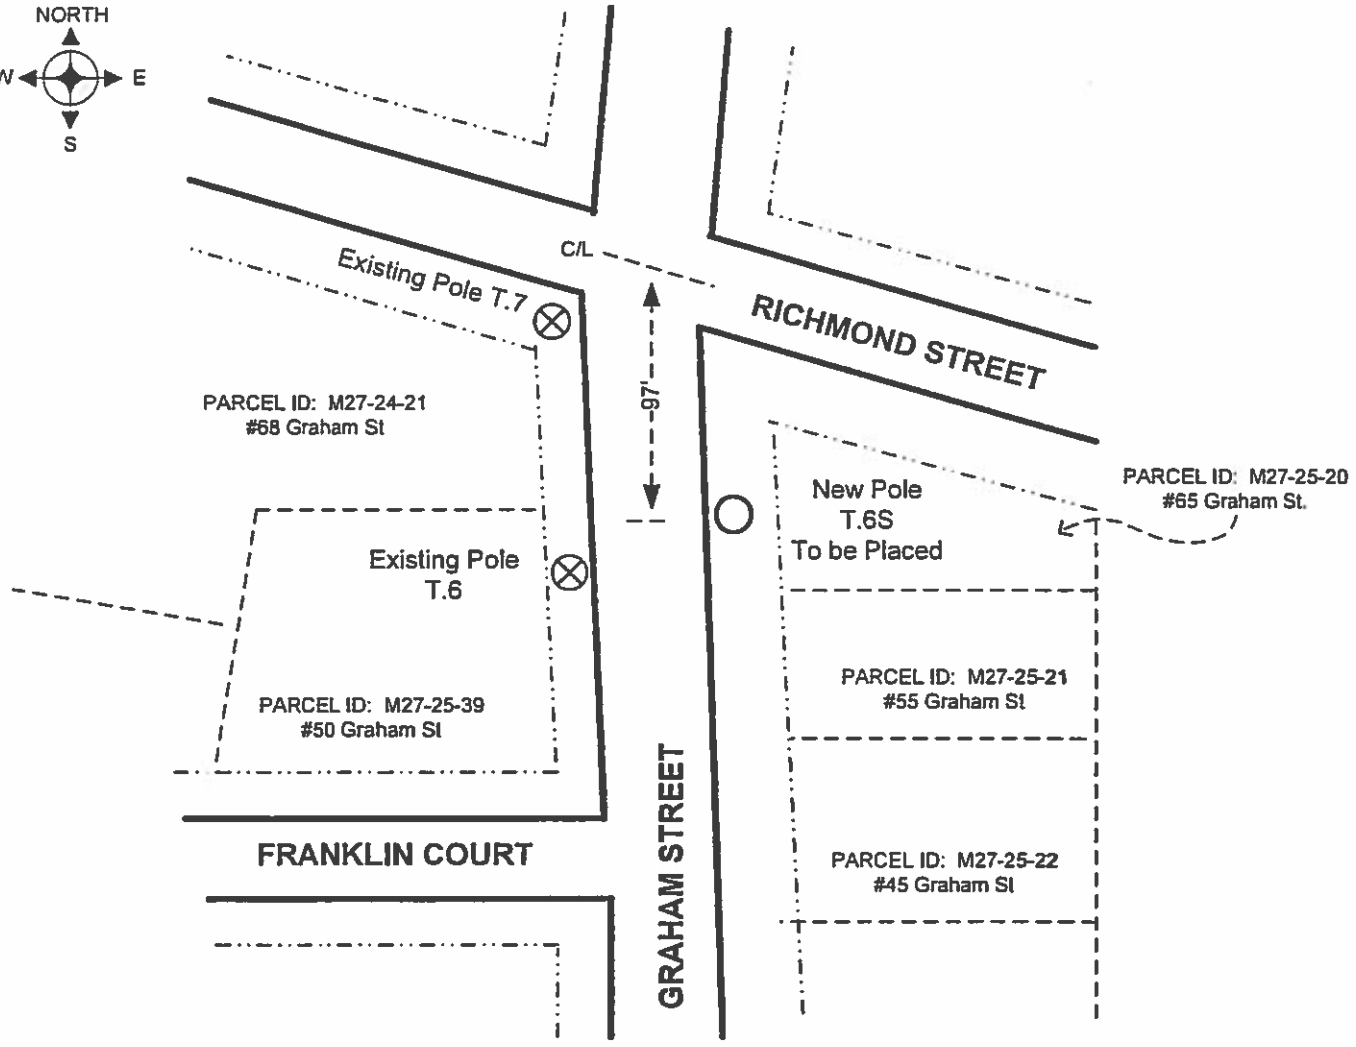 NORTH
W
E
S
C/L
Existing Pole T.7
RICHMOND STREET
97'
PARCEL ID: M27-24-21
#68 Graham St
PARCEL ID: M27-25-20
#65 Graham St.
New Pole
T.6S
To be Placed
Existing Pole
T.6
PARCEL ID: M27-25-21
#55 Graham St
PARCEL ID: M27-25-39
#50 Graham St
GRAHAM STREET
FRANKLIN COURT
PARCEL ID: M27-25-22
#45 Graham St